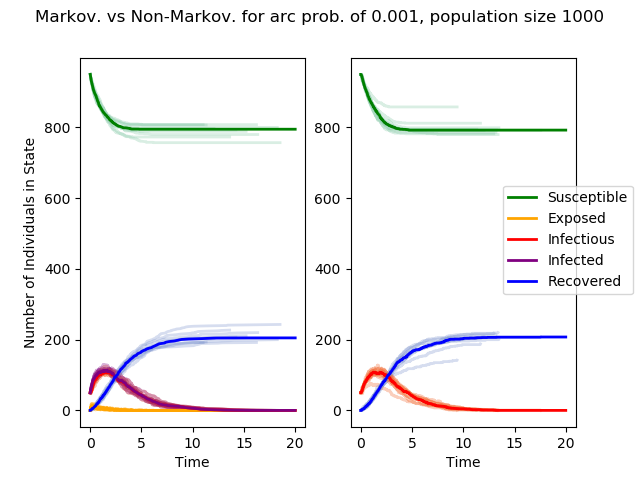 Markov. vs Non-Markov. for arc prob. of 0.001, population size 1000
Number of Individuals in State
800
600
400
200
0
0 5 10 15 20
Time
800
600
400
200
0
0 5 10 15 20
Time
Susceptible
Exposed
Infectious
Infected
Recovered